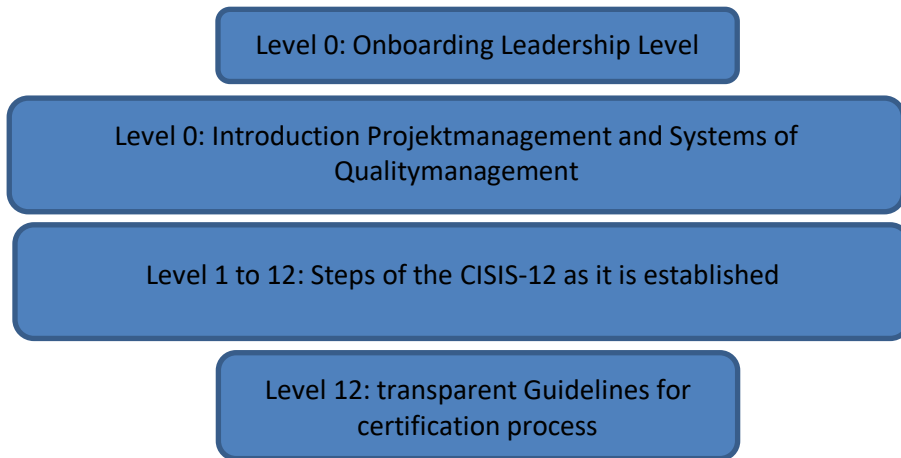 Level 0: Onboarding Leadership Level
Level 0: Introduction Projektmanagement and Systems of
Qualitymanagement
Level 1 to 12: Steps of the CISIS-12 as it is established
Level 12: transparent Guidelines for
certification process